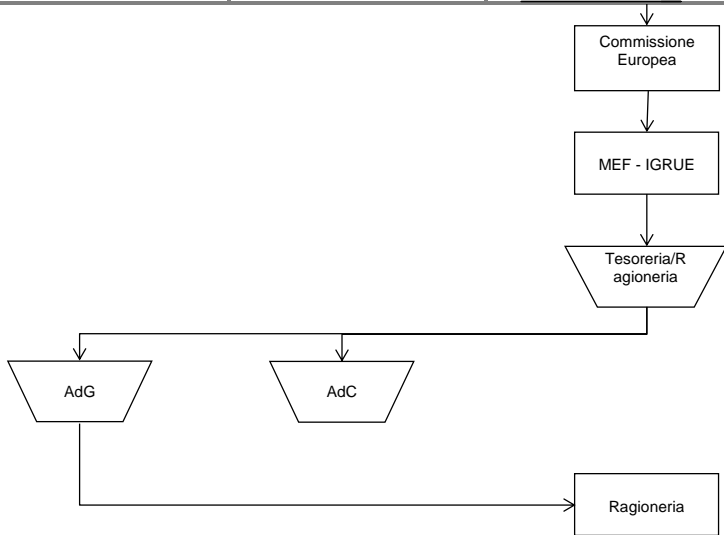 Commissione
Europea
MEF - IGRUE
Tesoreria/R
agioneria
AdG
AdC
Ragioneria